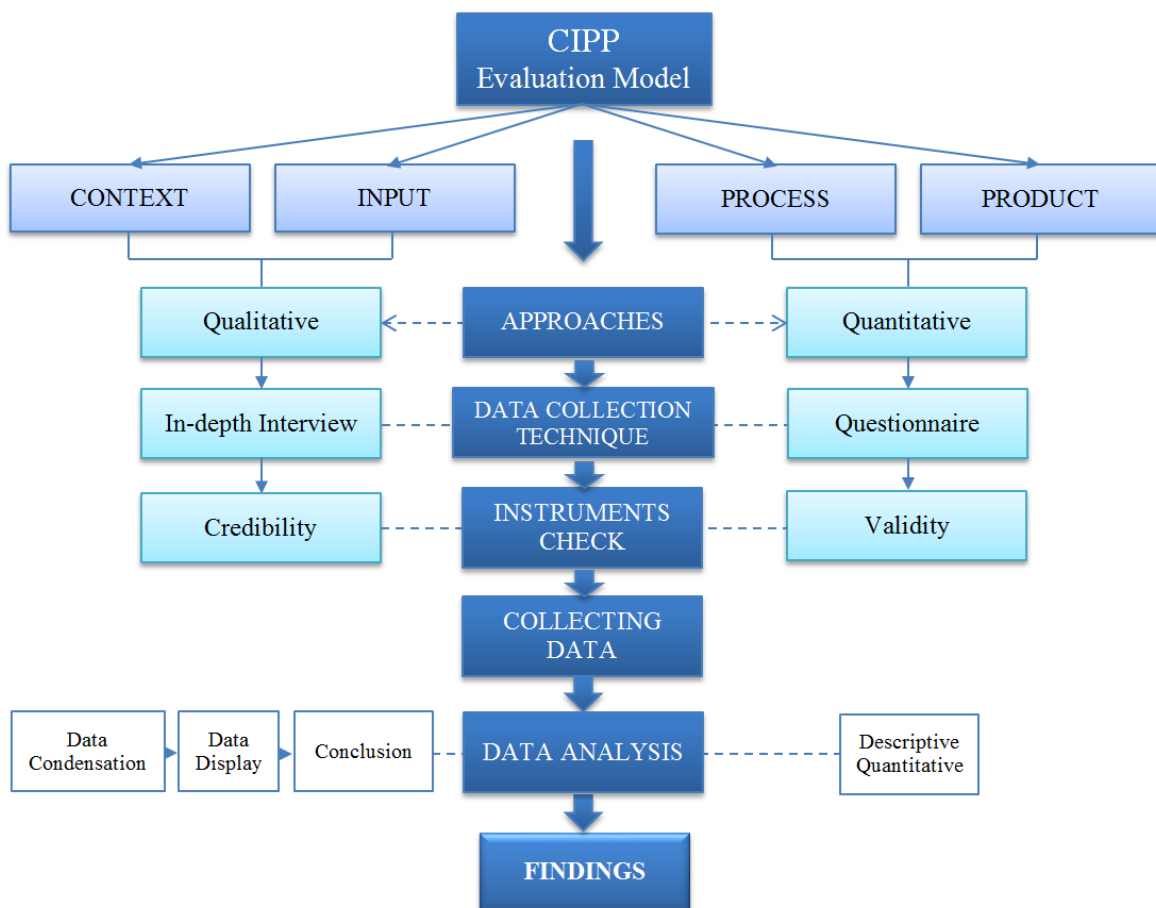 CIPP
Evaluation Model
CONTEXT
INPUT
PROCESS
PRODUCT
Qualitative
APPROACHES
Quantitative
In-depth Interview
DATA COLLECTION
TECHNIQUE
Questionnaire
Credibility
INSTRUMENTS
CHECK
Validity
COLLECTING
DATA
Data
Condensation
Data
Display
Conclusion
DATA ANALYSIS
Descriptive
Quantitative
FINDINGS